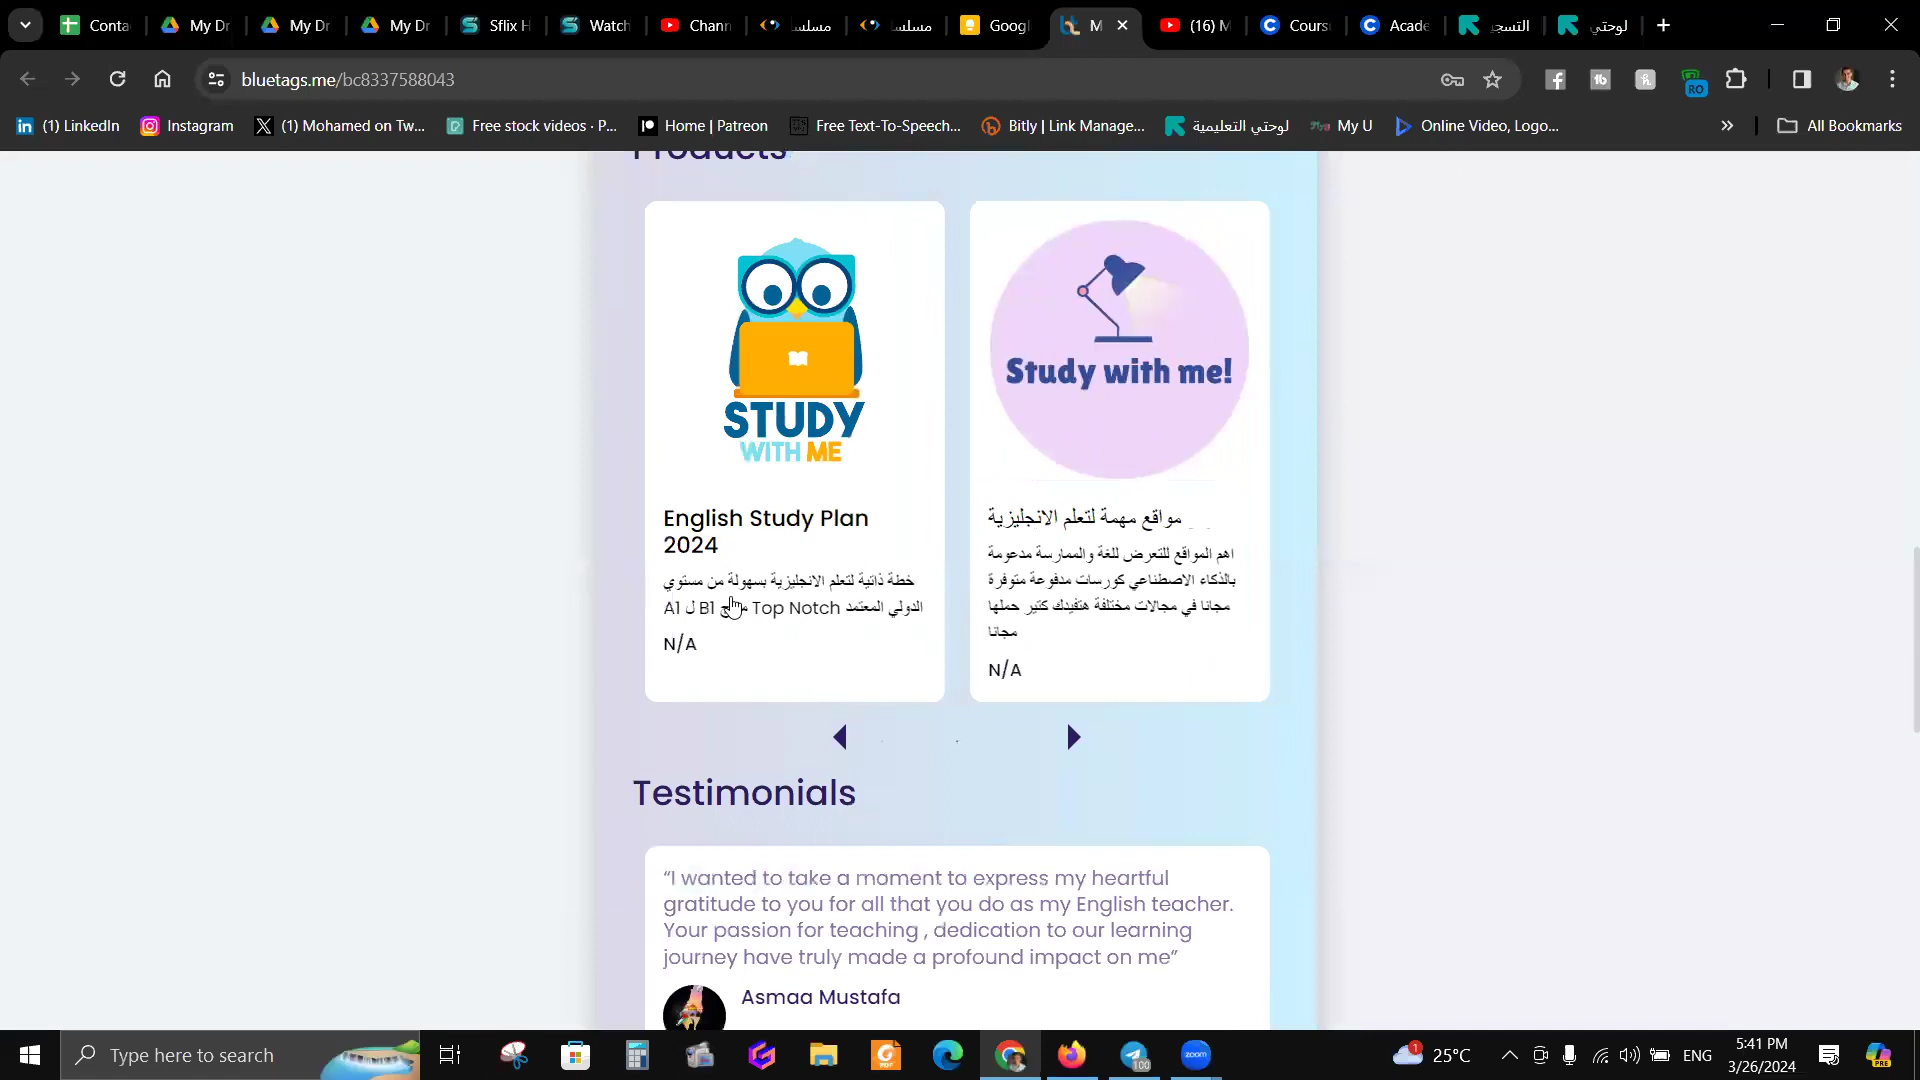 Conta
My Dr
My Dr
My Dr
Sflix H
Watch
Chann
مسلسا
مسلسا
Googl
M
(16) M
Cours
Acade
التسجـ
لوحتي
bluetags.me/bc8337588043
RO
(1) LinkedIn
Instagram
(1) Mohamed on Tw...
Free stock videos · P...
Home | Patreon
Free Text-To-Speech...
Bitly | Link Manage...
لوحتي التعليمية
My U
Online Video, Logo...
All Bookmarks
Products
STUDY
WITH ME
Study with me!
English Study Plan
2024
خطة ذاتية لتعلم الانجليزية بسهولة من مستوي
A1 ل B1 Top Notch الدولي المعتمد
N/A
مواقع مهمة لتعلم الانجليزية
اهم المواقع للتعرض للغة والممارسة مدعومة
بالذكاء الاصطناعي كورسات مدفوعة متوفرة
مجانا في مجالات مختلفة هتفيدك كتير حملها
مجانا
N/A
Testimonials
“I wanted to take a moment to express my heartful
gratitude to you for all that you do as my English teacher.
Your passion for teaching , dedication to our learning
journey have truly made a profound impact on me”
Asmaa Mustafa
Type here to search
100
zoom
1
25°C
ENG
5:41 PM
3/26/2024
PRE